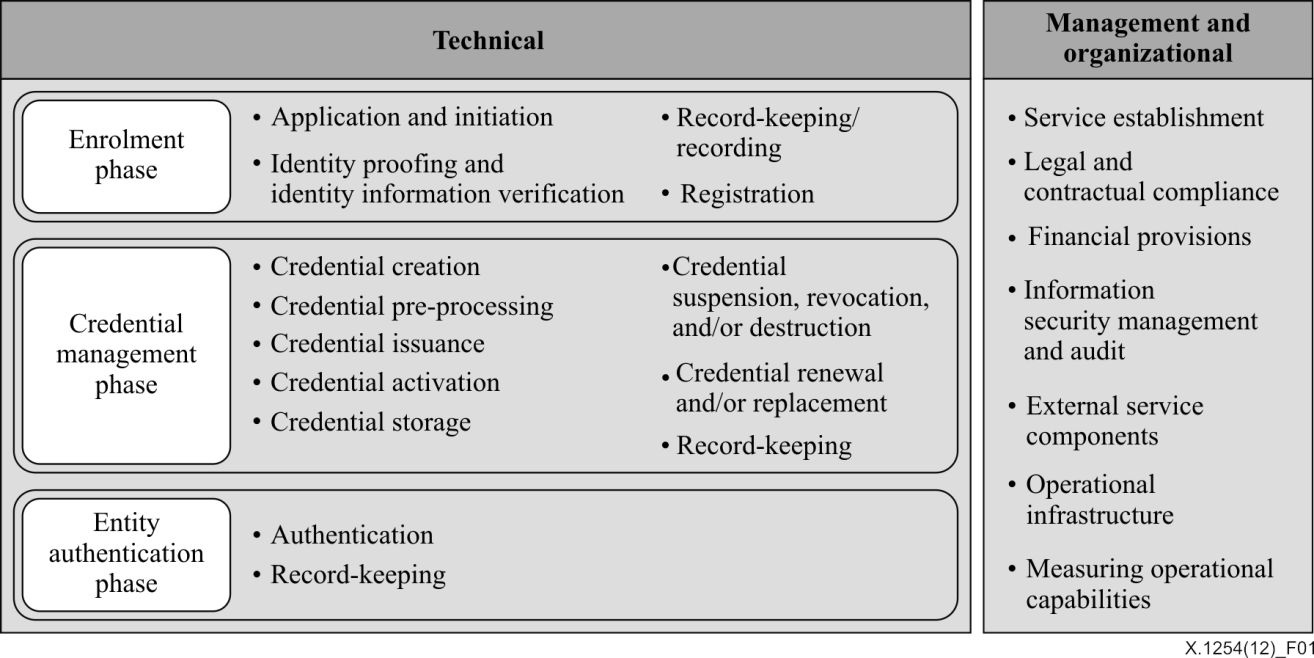 Technical
Enrolment
phase
• Application and initiation
• Identity proofing and
identity information verification
• Record-keeping/
recording
• Registration
Credential
management
phase
• Credential creation
• Credential pre-processing
• Credential issuance
• Credential activation
• Credential storage
• Credential
suspension, revocation,
and/or destruction
• Credential renewal
and/or replacement
• Record-keeping
Entity
authentication
phase
• Authentication
• Record-keeping
Management and
organizational
• Service establishment
• Legal and
contractual compliance
• Financial provisions
• Information
security management
and audit
• External service
components
• Operational
infrastructure
• Measuring operational
capabilities
X.1254(12)_F01